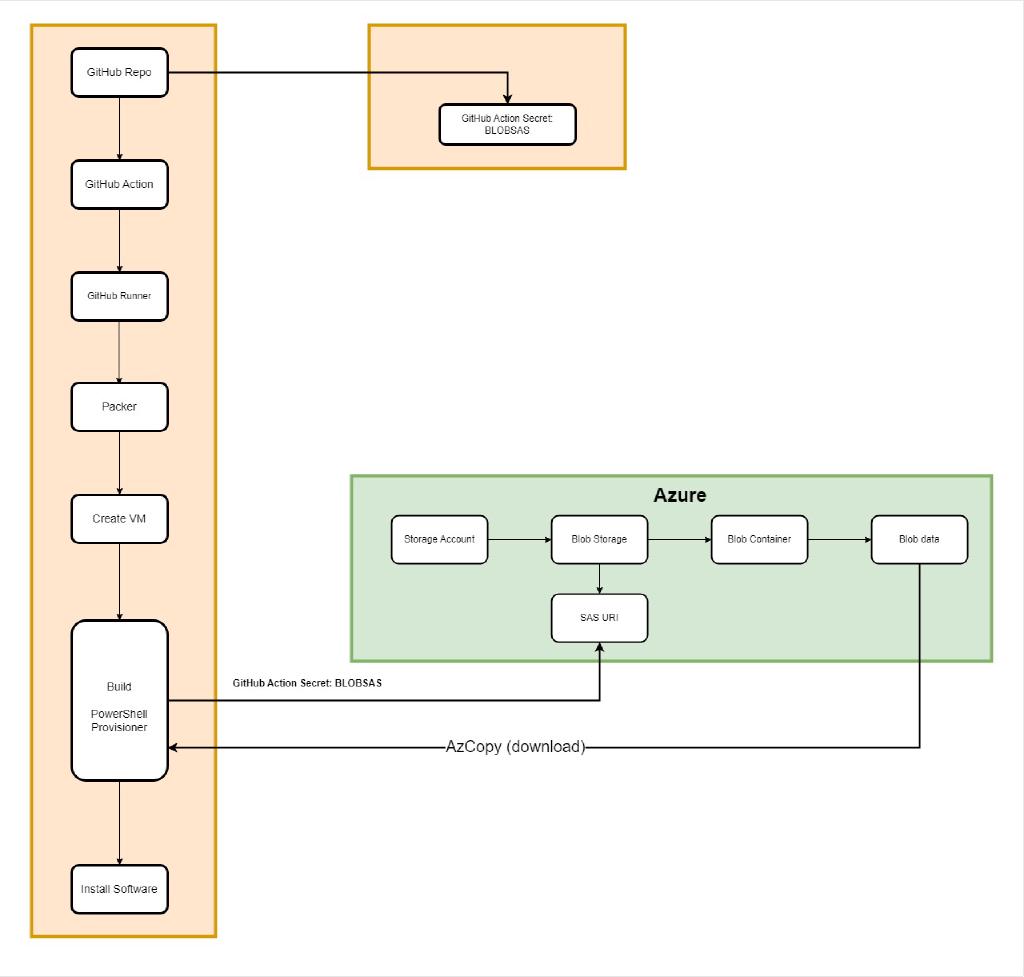 GitHub Repo
GitHub Action Secret:
BLOBSAS
GitHub Action
GitHub Runner
Packer
Create VM
Azure
Storage Account
Blob Storage
Blob Container
Blob data
SAS URI
Build
PowerShell
Provisioner
GitHub Action Secret: BLOBSAS
AzCopy (download)
Install Software